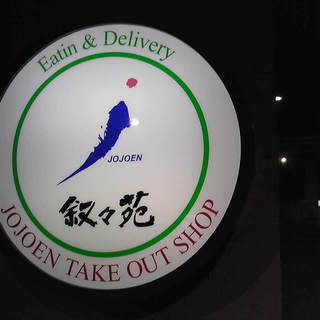 Eatin & Delivery
JOJOEN
叙々苑
JOJOEN TAKE OUT SHOP